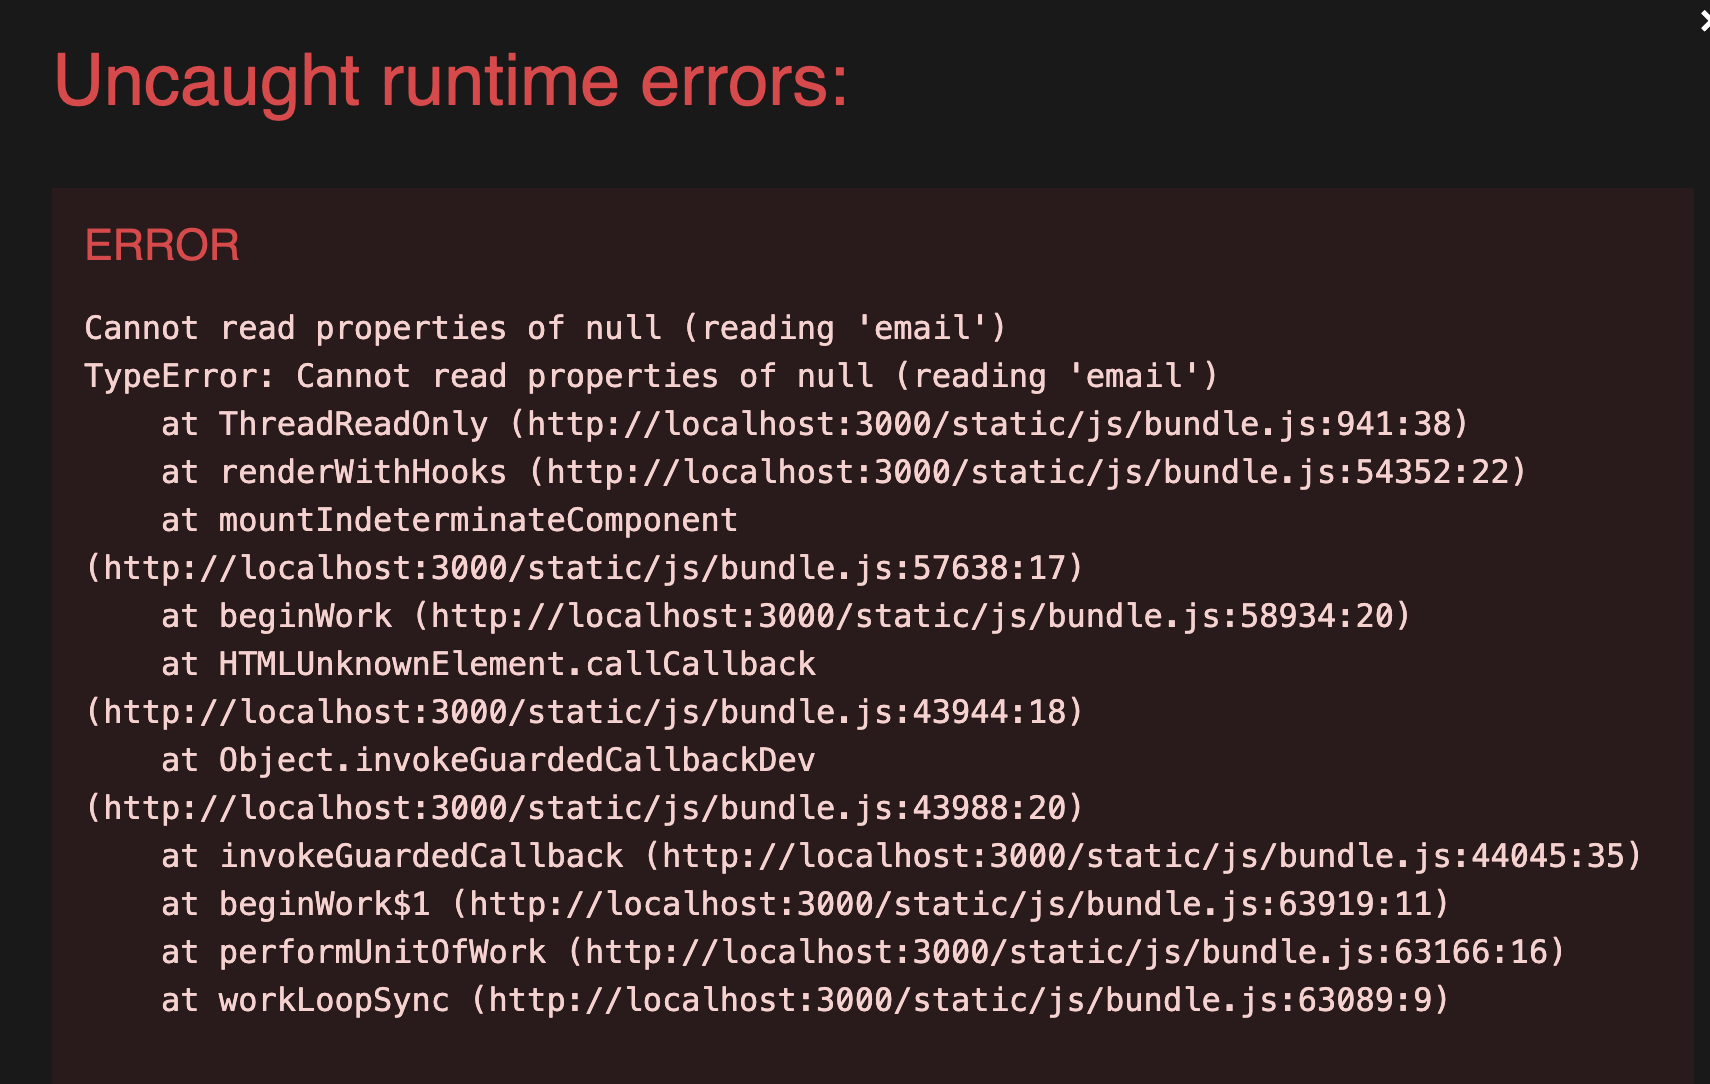 Uncaught runtime errors:
ERROR
Cannot read properties of null (reading 'email')
TypeError: Cannot read properties of null (reading 'email')
    at ThreadReadOnly (http://localhost:3000/static/js/bundle.js:941:38)
    at renderWithHooks (http://localhost:3000/static/js/bundle.js:54352:22)
    at mountIndeterminateComponent
(http://localhost:3000/static/js/bundle.js:57638:17)
    at beginWork (http://localhost:3000/static/js/bundle.js:58934:20)
    at HTMLUnknownElement.callCallback
(http://localhost:3000/static/js/bundle.js:43944:18)
    at Object.invokeGuardedCallbackDev
(http://localhost:3000/static/js/bundle.js:43988:20)
    at invokeGuardedCallback (http://localhost:3000/static/js/bundle.js:44045:35)
    at beginWork$1 (http://localhost:3000/static/js/bundle.js:63919:11)
    at performUnitOfWork (http://localhost:3000/static/js/bundle.js:63166:16)
    at workLoopSync (http://localhost:3000/static/js/bundle.js:63089:9)